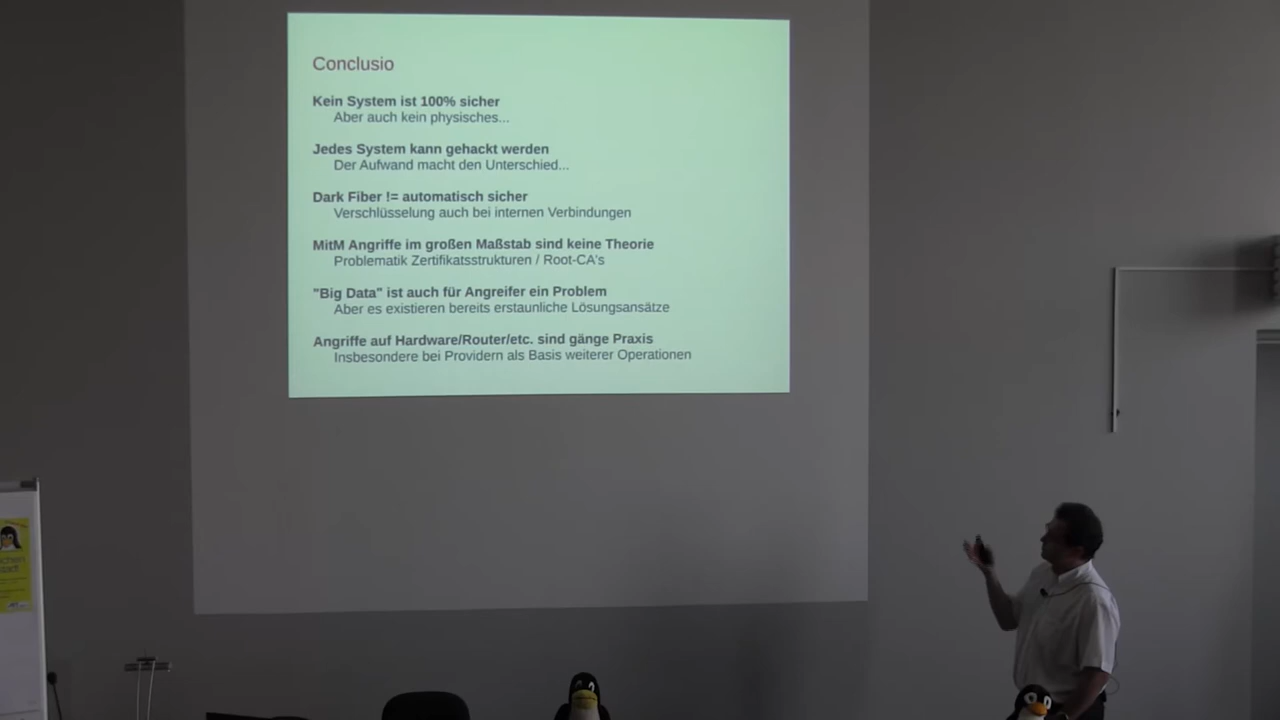 Conclusio
Kein System ist 100% sicher
Aber auch kein physisches...
Jedes System kann gehackt werden
Der Aufwand macht den Unterschied...
Dark Fiber != automatisch sicher
Verschlüsselung auch bei internen Verbindungen
MitM Angriffe im großen Maßstab sind keine Theorie
Problematik Zertifikatsstrukturen / Root-CA's
"Big Data" ist auch für Angreifer ein Problem
Aber es existieren bereits erstaunliche Lösungsansätze
Angriffe auf Hardware/Router/etc. sind gänge Praxis
Insbesondere bei Providern als Basis weiterer Operationen